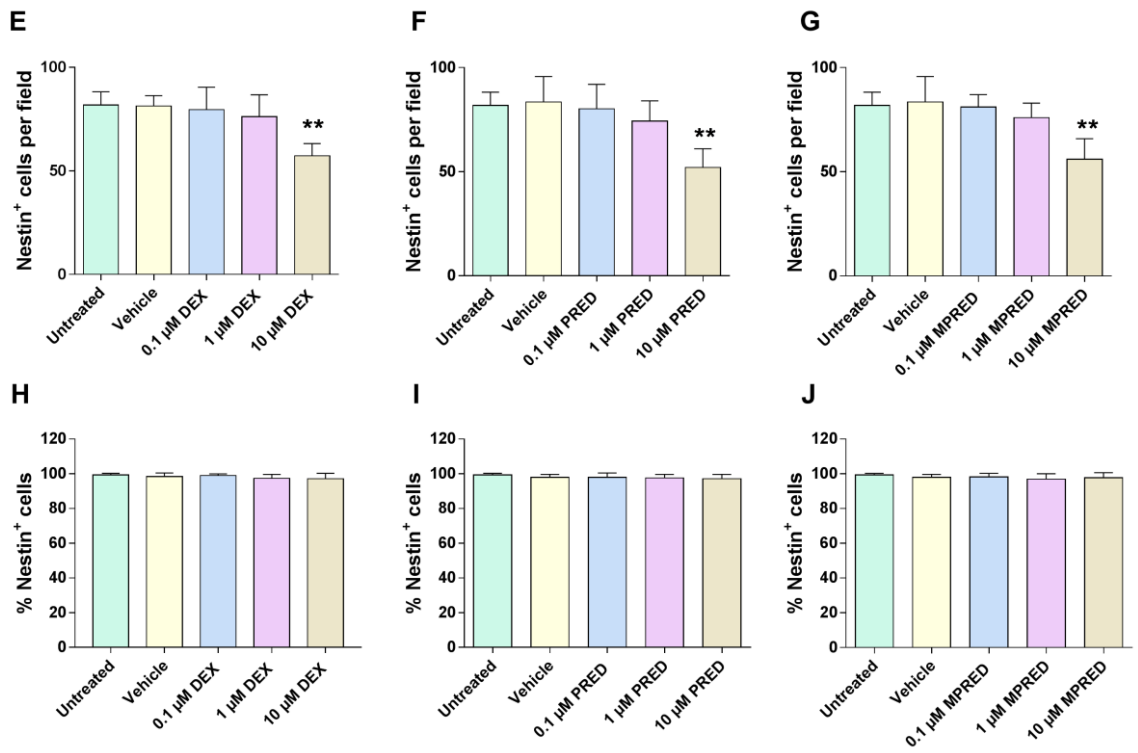 E
F
G
Nestin⁺ cells per field
100
50
0
**
Untreated
Vehicle
0.1 µM DEX
1 µM DEX
10 µM DEX
Nestin⁺ cells per field
100
50
0
**
Untreated
Vehicle
0.1 µM PRED
1 µM PRED
10 µM PRED
Nestin⁺ cells per field
100
50
0
**
Untreated
Vehicle
0.1 µM MPRED
1 µM MPRED
10 µM MPRED
H
I
J
% Nestin⁺ cells
120
100
80
60
40
20
0
Untreated
Vehicle
0.1 µM DEX
1 µM DEX
10 µM DEX
% Nestin⁺ cells
120
100
80
60
40
20
0
Untreated
Vehicle
0.1 µM PRED
1 µM PRED
10 µM PRED
% Nestin⁺ cells
120
100
80
60
40
20
0
Untreated
Vehicle
0.1 µM MPRED
1 µM MPRED
10 µM MPRED